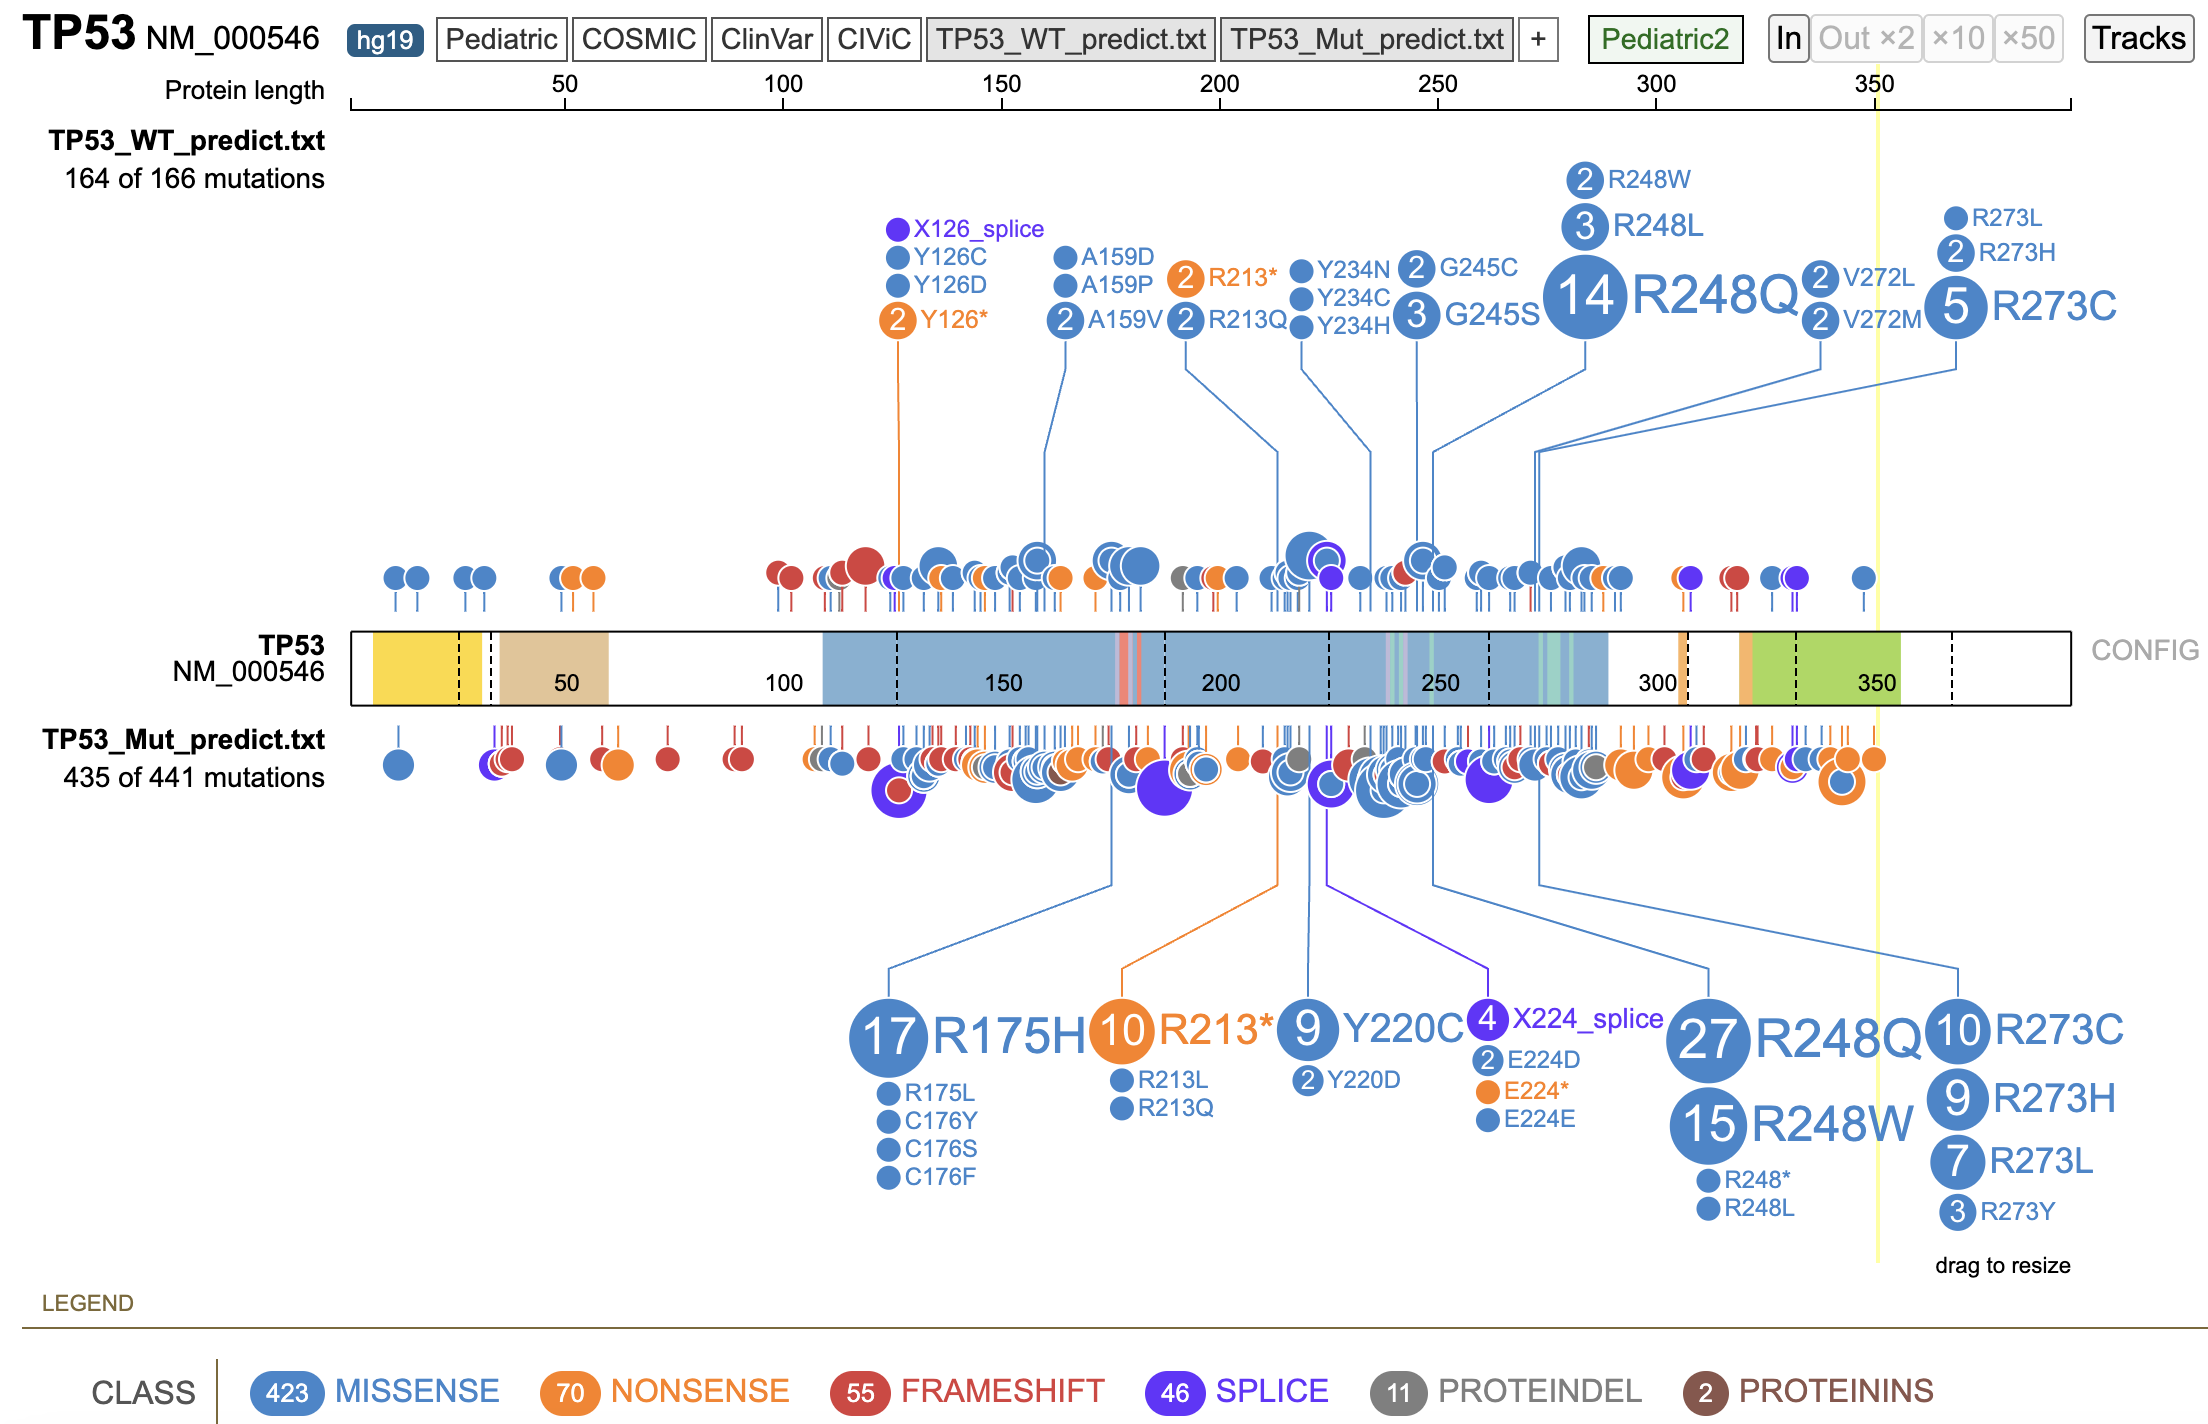 TP53 NM_000546 hg19 Pediatric COSMIC ClinVar CIViC TP53_WT_predict.txt TP53_Mut_predict.txt + Pediatric2 In Out ×2 ×10 ×50 Tracks
Protein length 50 100 150 200 250 300 350
TP53_WT_predict.txt
164 of 166 mutations
2 R248W
3 R248L
14 R248Q
X126_splice
Y126C
Y126D
2 Y126*
A159D
A159P
2 A159V
2 R213*
2 R213Q
Y234N
Y234C
Y234H
2 G245C
3 G245S
2 V272L
2 V272M
R273L
2 R273H
5 R273C
TP53
NM_000546
50 100 150 200 250 300 350
CONFIG
TP53_Mut_predict.txt
435 of 441 mutations
17 R175H
R175L
C176Y
C176S
C176F
10 R213*
R213L
R213Q
9 Y220C
2 Y220D
4 X224_splice
2 E224D
E224*
E224E
27 R248Q
15 R248W
R248*
R248L
10 R273C
9 R273H
7 R273L
3 R273Y
drag to resize
LEGEND
CLASS 423 MISSENSE 70 NONSENSE 55 FRAMESHIFT 46 SPLICE 11 PROTEINDEL 2 PROTEININS